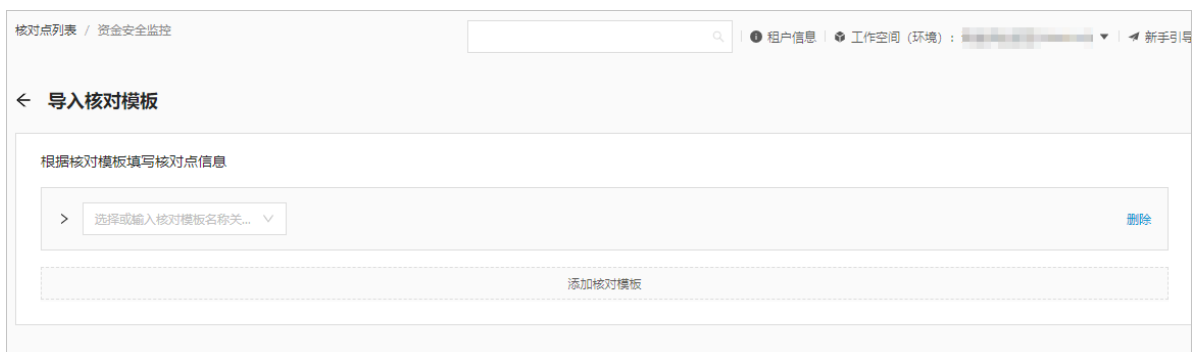 核对点列表 / 资金安全监控
租户信息 工作空间（环境）： 新手引导
导入核对模板
根据核对模板填写核对点信息
选择或输入核对模板名称关... 删除
添加核对模板